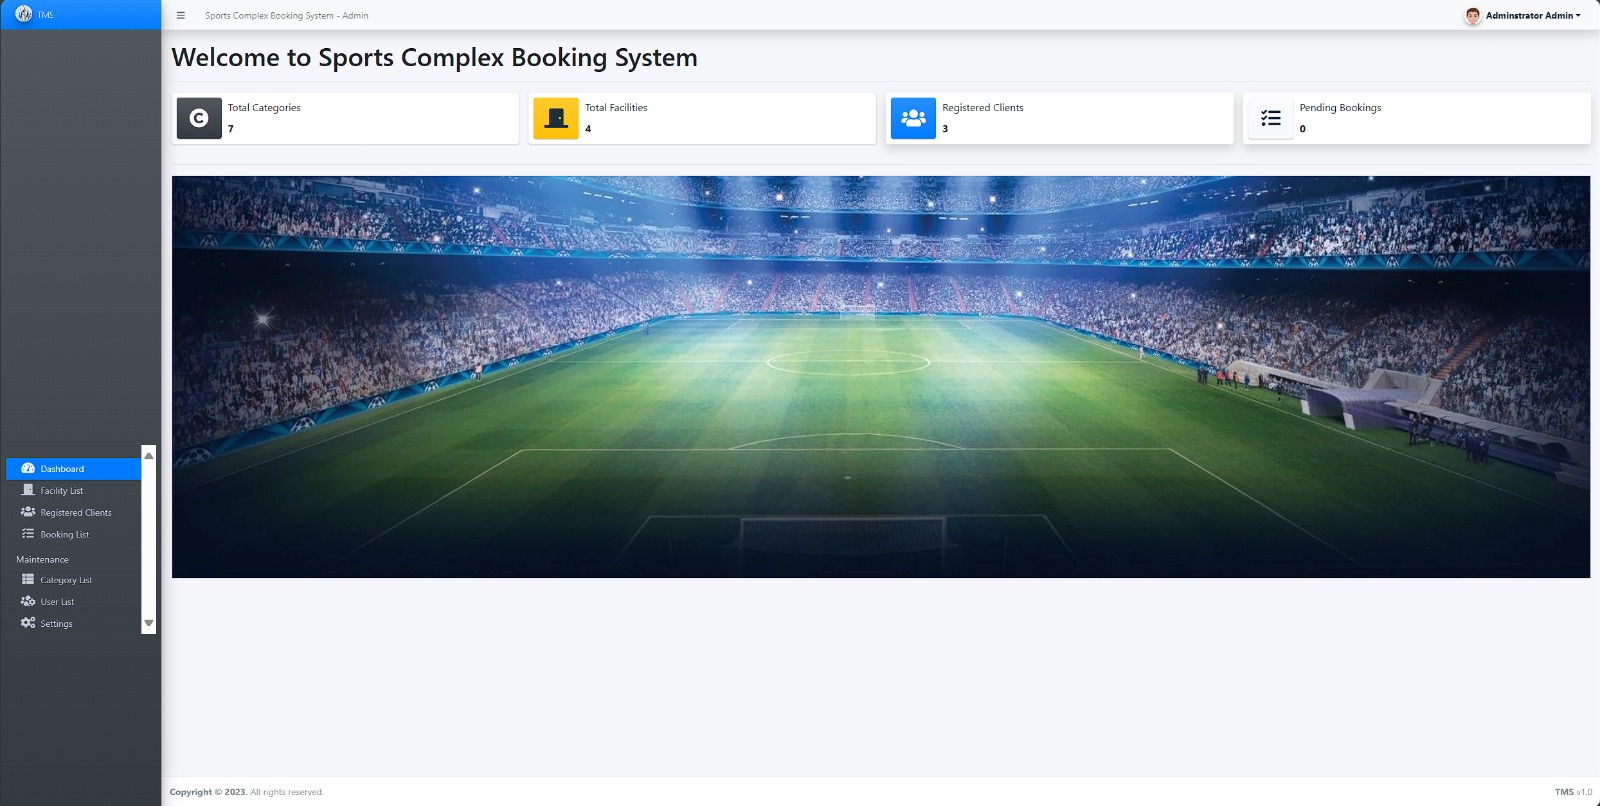 TMS
Sports Complex Booking System - Admin
Adminstrator Admin
Welcome to Sports Complex Booking System
Total Categories
7
Total Facilities
4
Registered Clients
3
Pending Bookings
0
Dashboard
Facility List
Registered Clients
Booking List
Maintenance
Category List
User List
Settings
Copyright © 2023. All rights reserved.
TMS v1.0